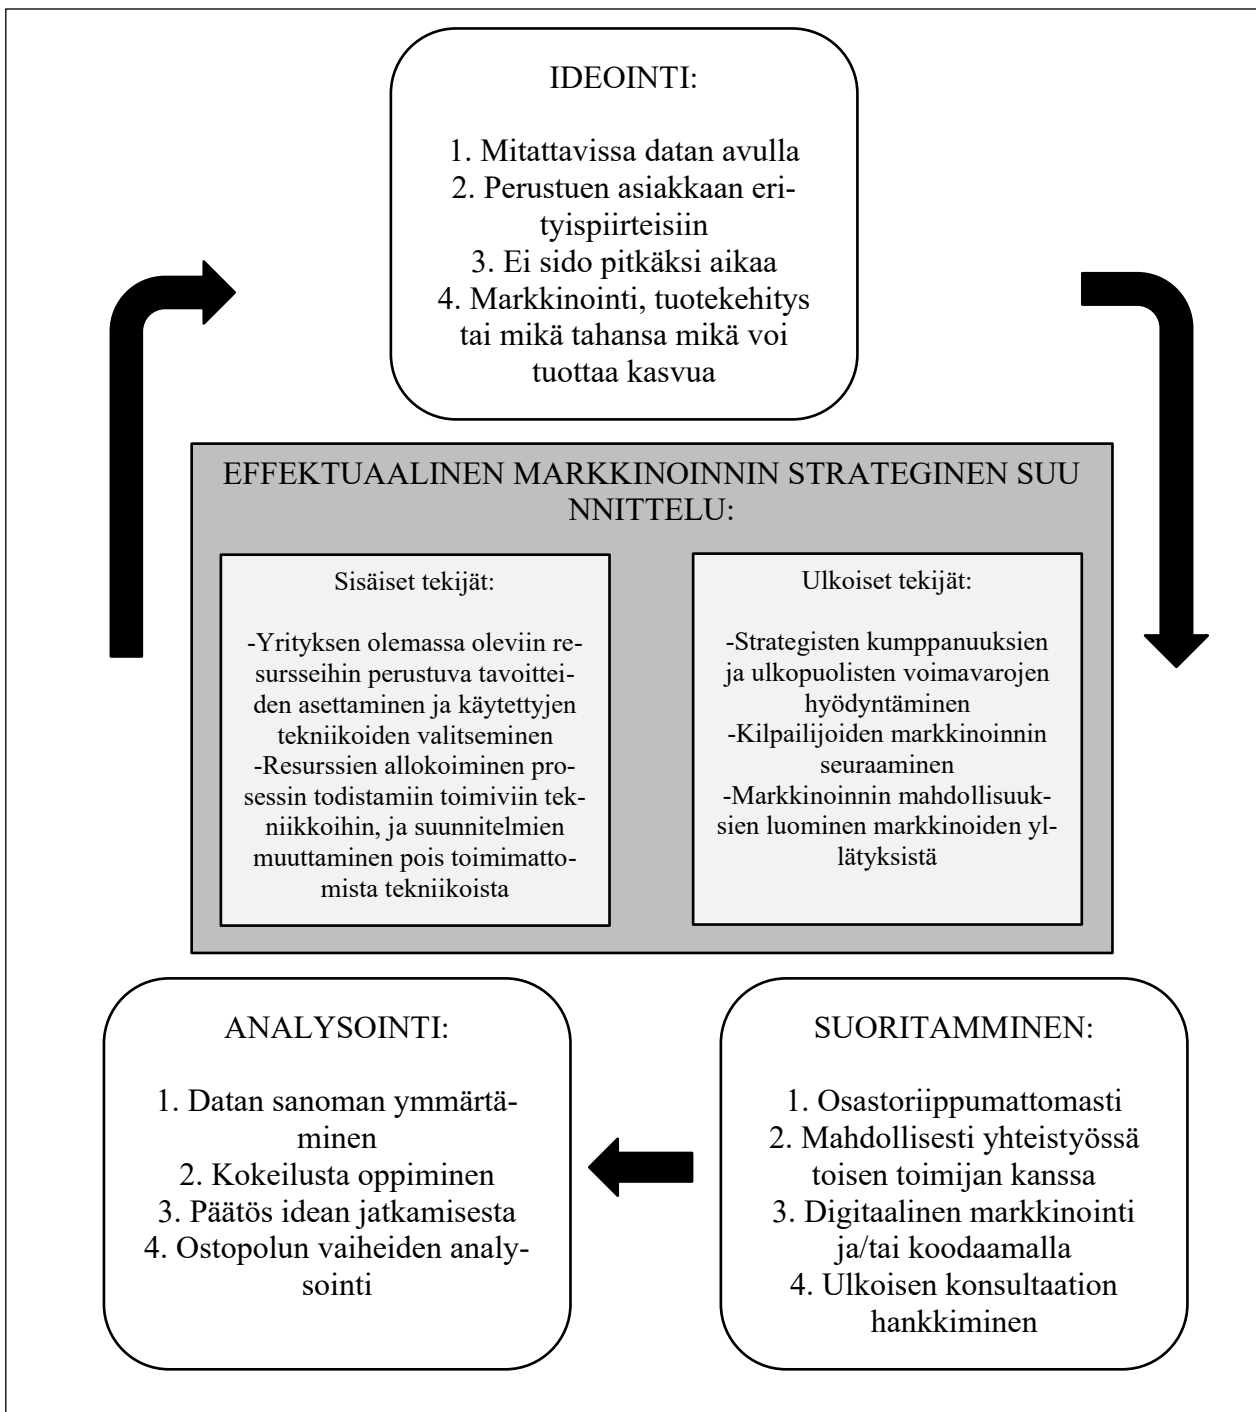 IDEOINTI:
1. Mitattavissa datan avulla
2. Perustuen asiakkaan eri-
tyispiirteisiin
3. Ei sido pitkäksi aikaa
4. Markkinointi, tuotekehitys
tai mikä tahansa mikä voi
tuottaa kasvua
EFFEKTUAALINEN MARKKINOINNIN STRATEGINEN SUU
NNITTELU:
Sisäiset tekijät:
-Yrityksen olemassa oleviin re-
sursseihin perustuva tavoittei-
den asettaminen ja käytettyjen
tekniikoiden valitseminen
-Resurssien allokoiminen pro-
sessin todistamiin toimiviin tek-
niikkoihin, ja suunnitelmien
muuttaminen pois toimimatto-
mista tekniikoista
Ulkoiset tekijät:
-Strategisten kumppanuuksien
ja ulkopuolisten voimavarojen
hyödyntäminen
-Kilpailijoiden markkinoinnin
seuraaminen
-Markkinoinnin mahdollisuuk-
sien luominen markkinoiden yl-
lätyksistä
ANALYSOINTI:
1. Datan sanoman ymmärtä-
minen
2. Kokeilusta oppiminen
3. Päätös idean jatkamisesta
4. Ostopolun vaiheiden analy-
sointi
SUORITAMMINEN:
1. Osastoriippumattomasti
2. Mahdollisesti yhteistyössä
toisen toimijan kanssa
3. Digitaalinen markkinointi
ja/tai koodaamalla
4. Ulkoisen konsultaation
hankkiminen